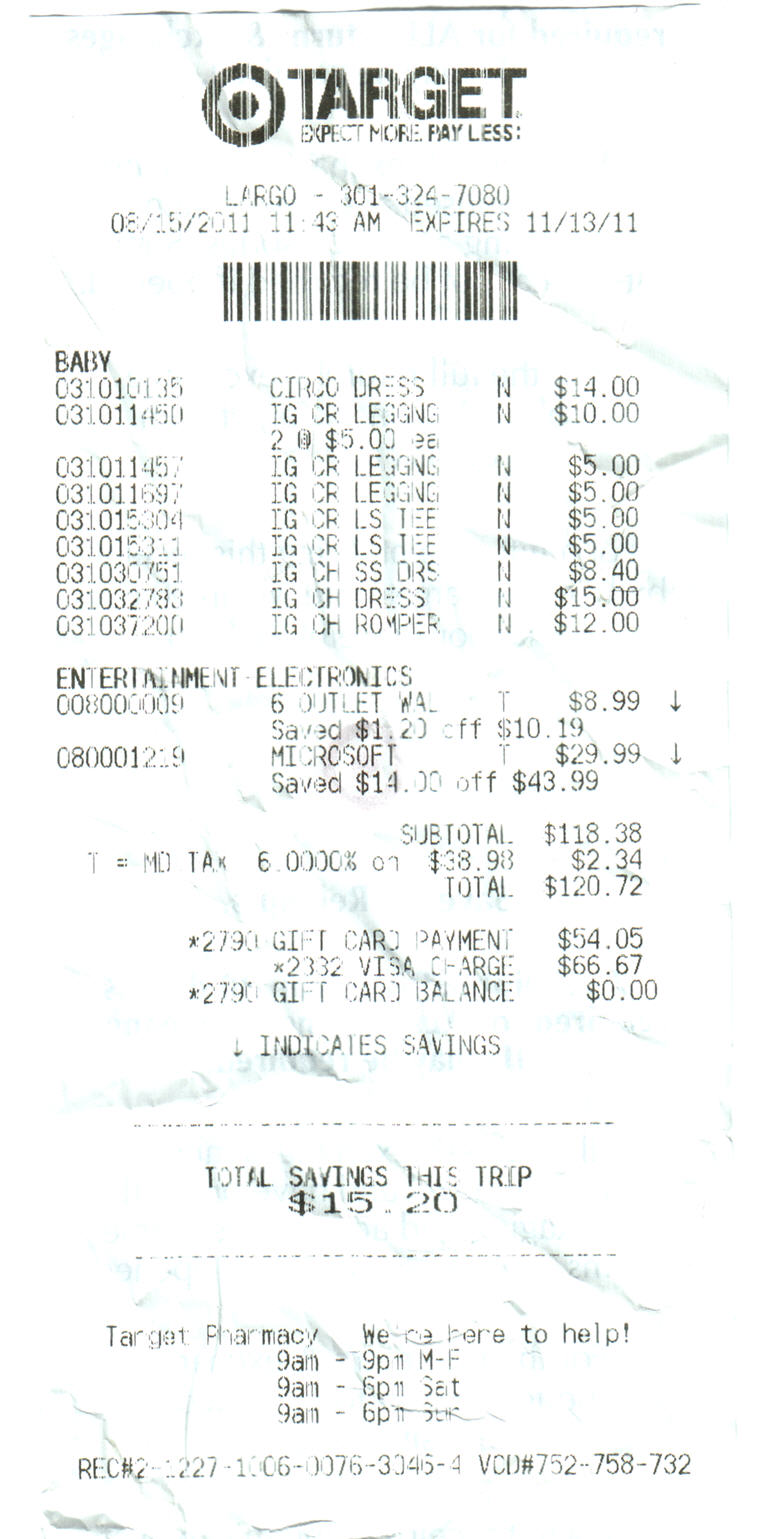 TARGET
EXPECT MORE. PAY LESS.
LARGO - 301-324-7080
08/15/2011 11:43 AM EXPIRES 11/13/11
BABY
031010135 CIRCO DRESS N $14.00
031011450 IG CR LEGGNG N $10.00
2 @ $5.00 ea
031011457 IG CR LEGGNG N $5.00
031011697 IG CR LEGGNG N $5.00
031015304 IG CR LS TEE N $5.00
031015311 IG CR LS TEE N $5.00
031030751 IG CH SS DRS N $8.40
031032783 IG CH DRESS N $15.00
031037200 IG CH ROMPER N $12.00
ENTERTAINMENT-ELECTRONICS
008000009 6 OUTLET WAL T $8.99 ↓
Saved $1.20 off $10.19
080001219 MICROSOFT T $29.99 ↓
Saved $14.00 off $43.99
SUBTOTAL $118.38
T = MD TAX 6.0000% on $38.98 $2.34
TOTAL $120.72
*2790 GIFT CARD PAYMENT $54.05
*2332 VISA CHARGE $66.67
*2790 GIFT CARD BALANCE $0.00
↓ INDICATES SAVINGS
TOTAL SAVINGS THIS TRIP
$15.20
Target Pharmacy We're here to help!
9am - 9pm M-F
9am - 6pm Sat
9am - 6pm Sun
REC#2-1227-1006-0076-3046-4 VCD#752-758-732